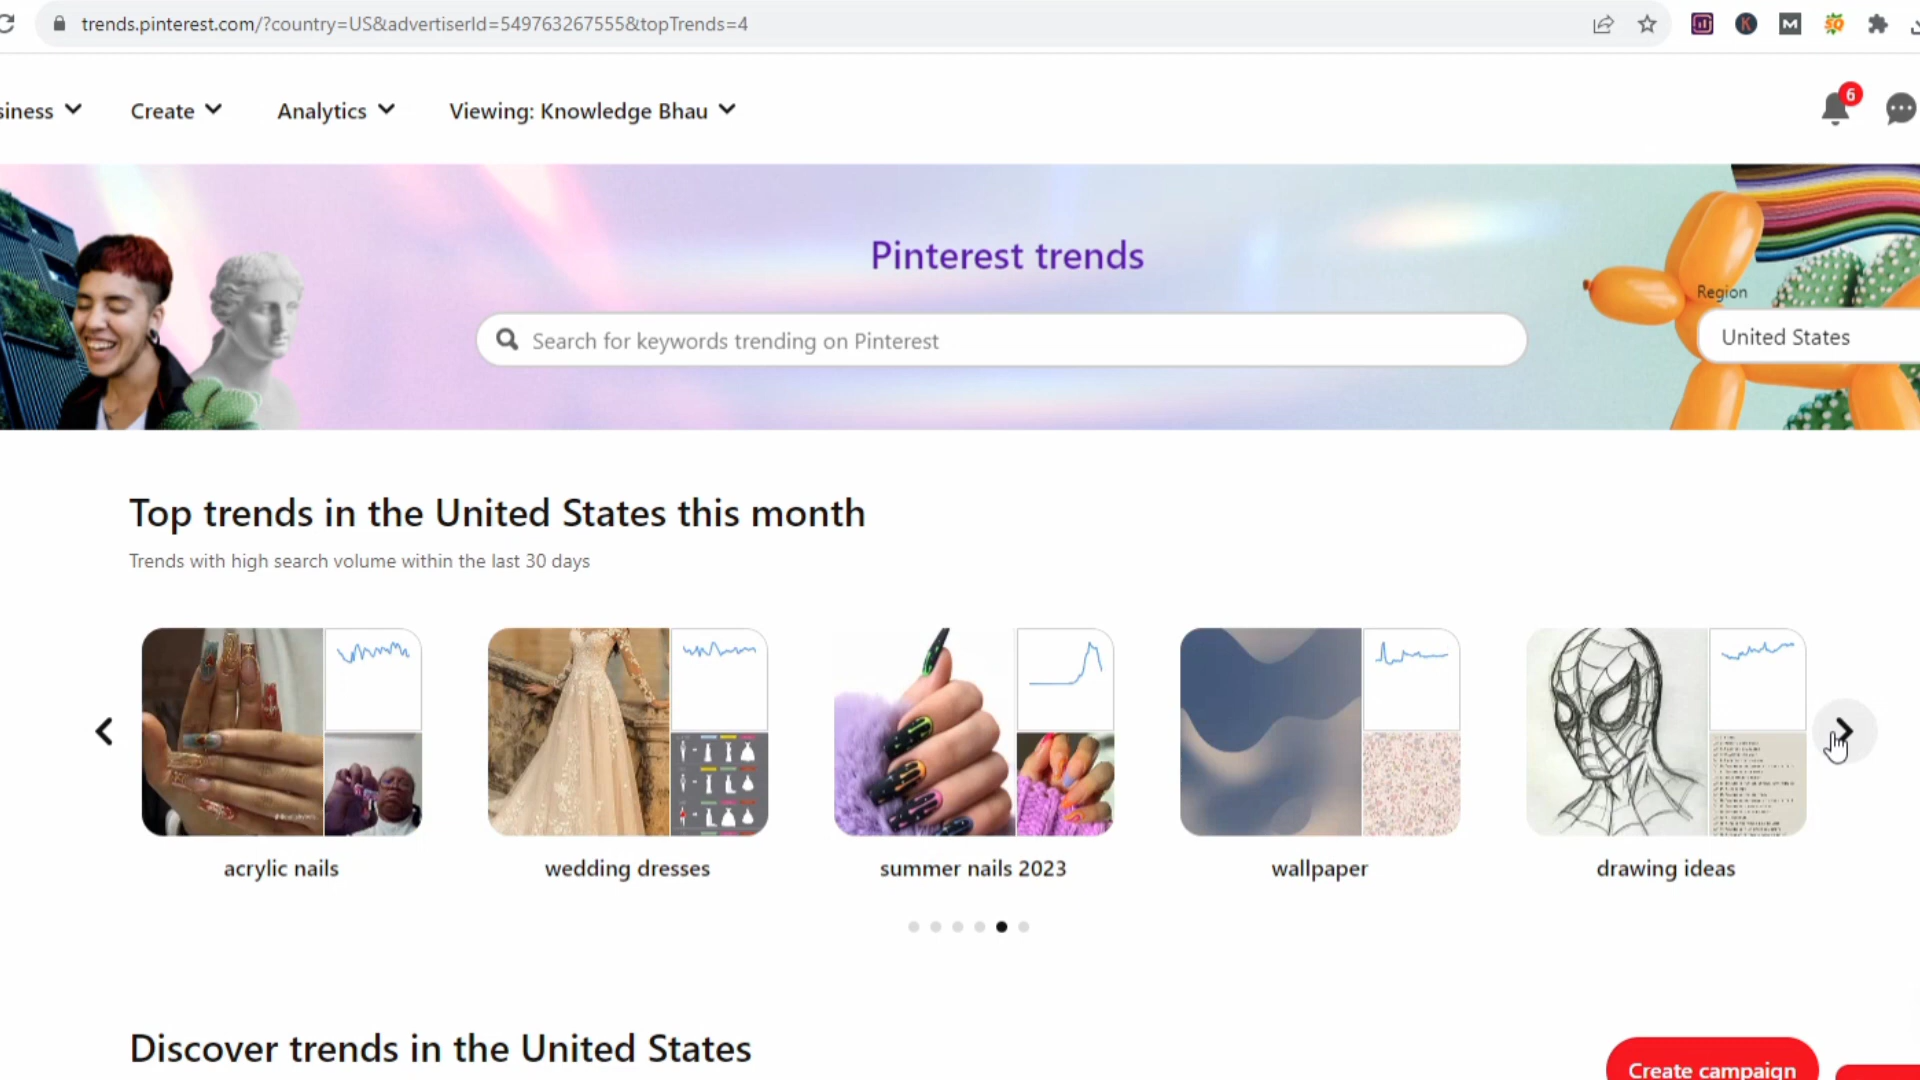 trends.pinterest.com/?country=US&advertiserId=549763267555&topTrends=4
siness
Create
Analytics
Viewing: Knowledge Bhau
6
Pinterest trends
Search for keywords trending on Pinterest
Region
United States
Top trends in the United States this month
Trends with high search volume within the last 30 days
acrylic nails
wedding dresses
summer nails 2023
wallpaper
drawing ideas
Discover trends in the United States
Create campaign